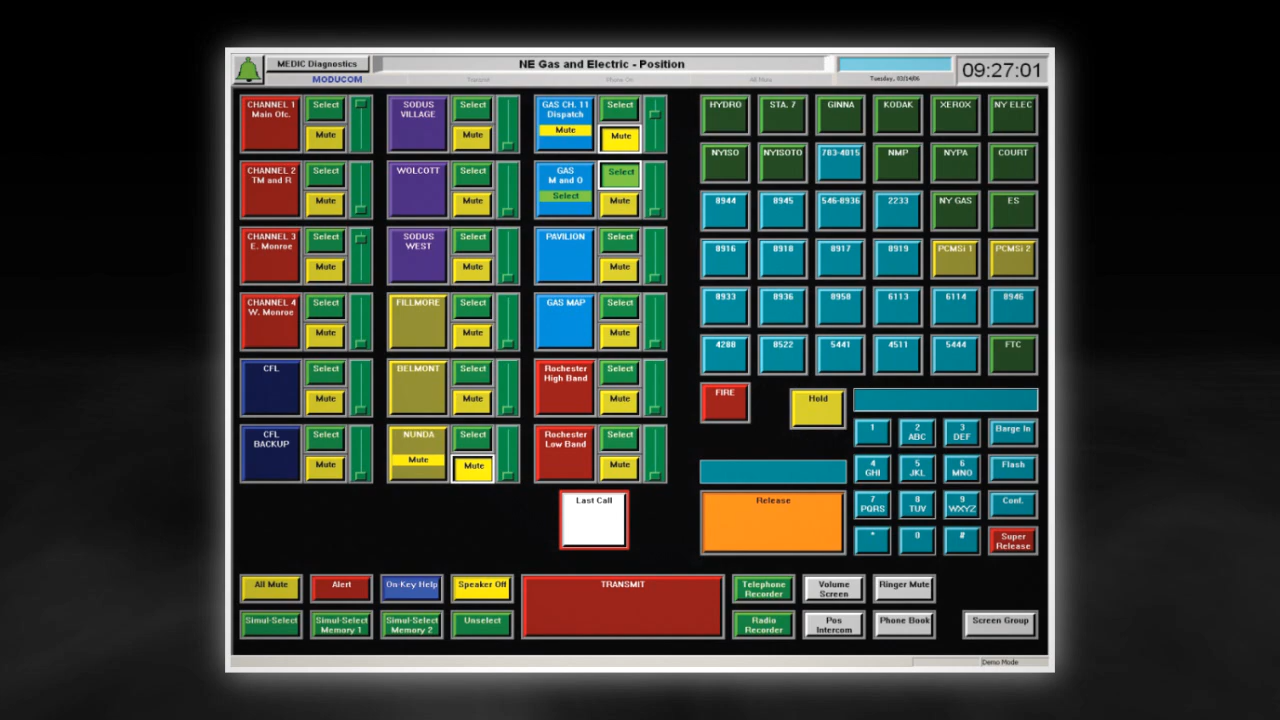 MEDIC Diagnostics
NE Gas and Electric - Position
09:27:01
MODUCOM
Transmit
Phone On
All Mute
Tuesday, 03/14/06
CHANNEL 1
Main Ofc.
Select
Mute
SODUS
VILLAGE
Select
Mute
GAS CH. 11
Dispatch
Mute
Select
Mute
HYDRO
STA. 7
GINNA
KODAK
XEROX
NY ELEC
CHANNEL 2
TM and R
Select
Mute
WOLCOTT
Select
Mute
GAS
M and O
Select
Select
Mute
NYISO
NYISOTO
783-4015
NMP
NYPA
COURT
8944
8945
546-8936
2233
NY GAS
ES
CHANNEL 3
E. Monroe
Select
Mute
SODUS
WEST
Select
Mute
PAVILION
Select
Mute
8916
8918
8917
8919
PCMSi 1
PCMSi 2
CHANNEL 4
W. Monroe
Select
Mute
FILLMORE
Select
Mute
GAS MAP
Select
Mute
8933
8936
8958
6113
6114
8946
4288
8522
5441
4511
5444
FTC
CFL
Select
Mute
BELMONT
Select
Mute
Rochester
High Band
Select
Mute
FIRE
Hold
CFL
BACKUP
Select
Mute
NUNDA
Mute
Select
Mute
Rochester
Low Band
Select
Mute
1
2
ABC
3
DEF
Barge In
4
GHI
5
JKL
6
MNO
Flash
Last Call
Release
7
PQRS
8
TUV
9
WXYZ
Conf.
*
0
#
Super
Release
All Mute
Alert
On Key Help
Speaker Off
TRANSMIT
Telephone
Recorder
Volume
Screen
Ringer Mute
Simul-Select
Simul-Select
Memory 1
Simul-Select
Memory 2
Unselect
Radio
Recorder
Pos
Intercom
Phone Book
Screen Group
Demo Mode